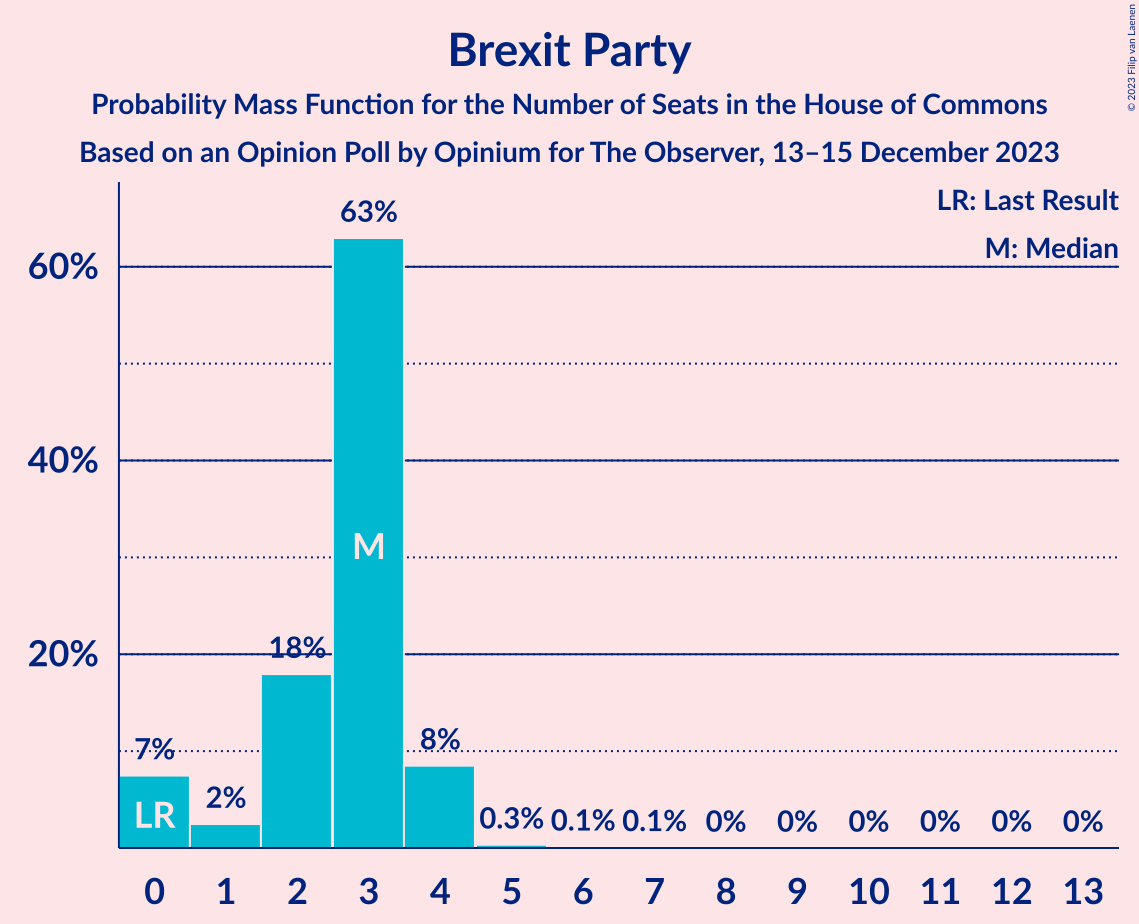 Brexit Party
Probability Mass Function for the Number of Seats in the House of Commons
Based on an Opinion Poll by Opinium for The Observer, 13–15 December 2023
© 2023 Filip van Laenen
LR: Last Result
M: Median
60%
40%
20%
7%
2%
18%
63%
8%
0.3%
0.1%
0.1%
0%
0%
0%
0%
0%
0%
LR
M
0 1 2 3 4 5 6 7 8 9 10 11 12 13